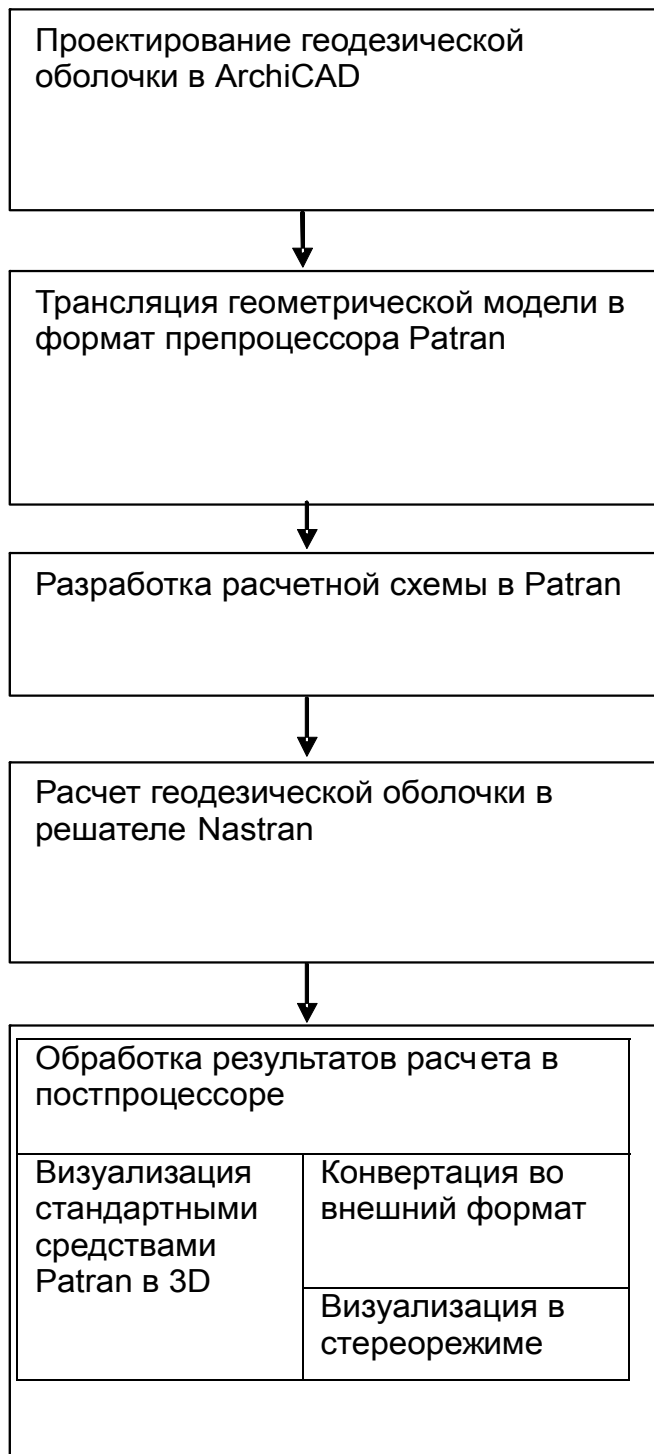 Проектирование геодезической
оболочки в ArchiCAD
Трансляция геометрической модели в
формат препроцессора Patran
Разработка расчетной схемы в Patran
Расчет геодезической оболочки в
решателе Nastran
Обработка результатов расчета в
постпроцессоре
Визуализация
стандартными
средствами
Patran в 3D
Конвертация во
внешний формат
Визуализация в
стереорежиме